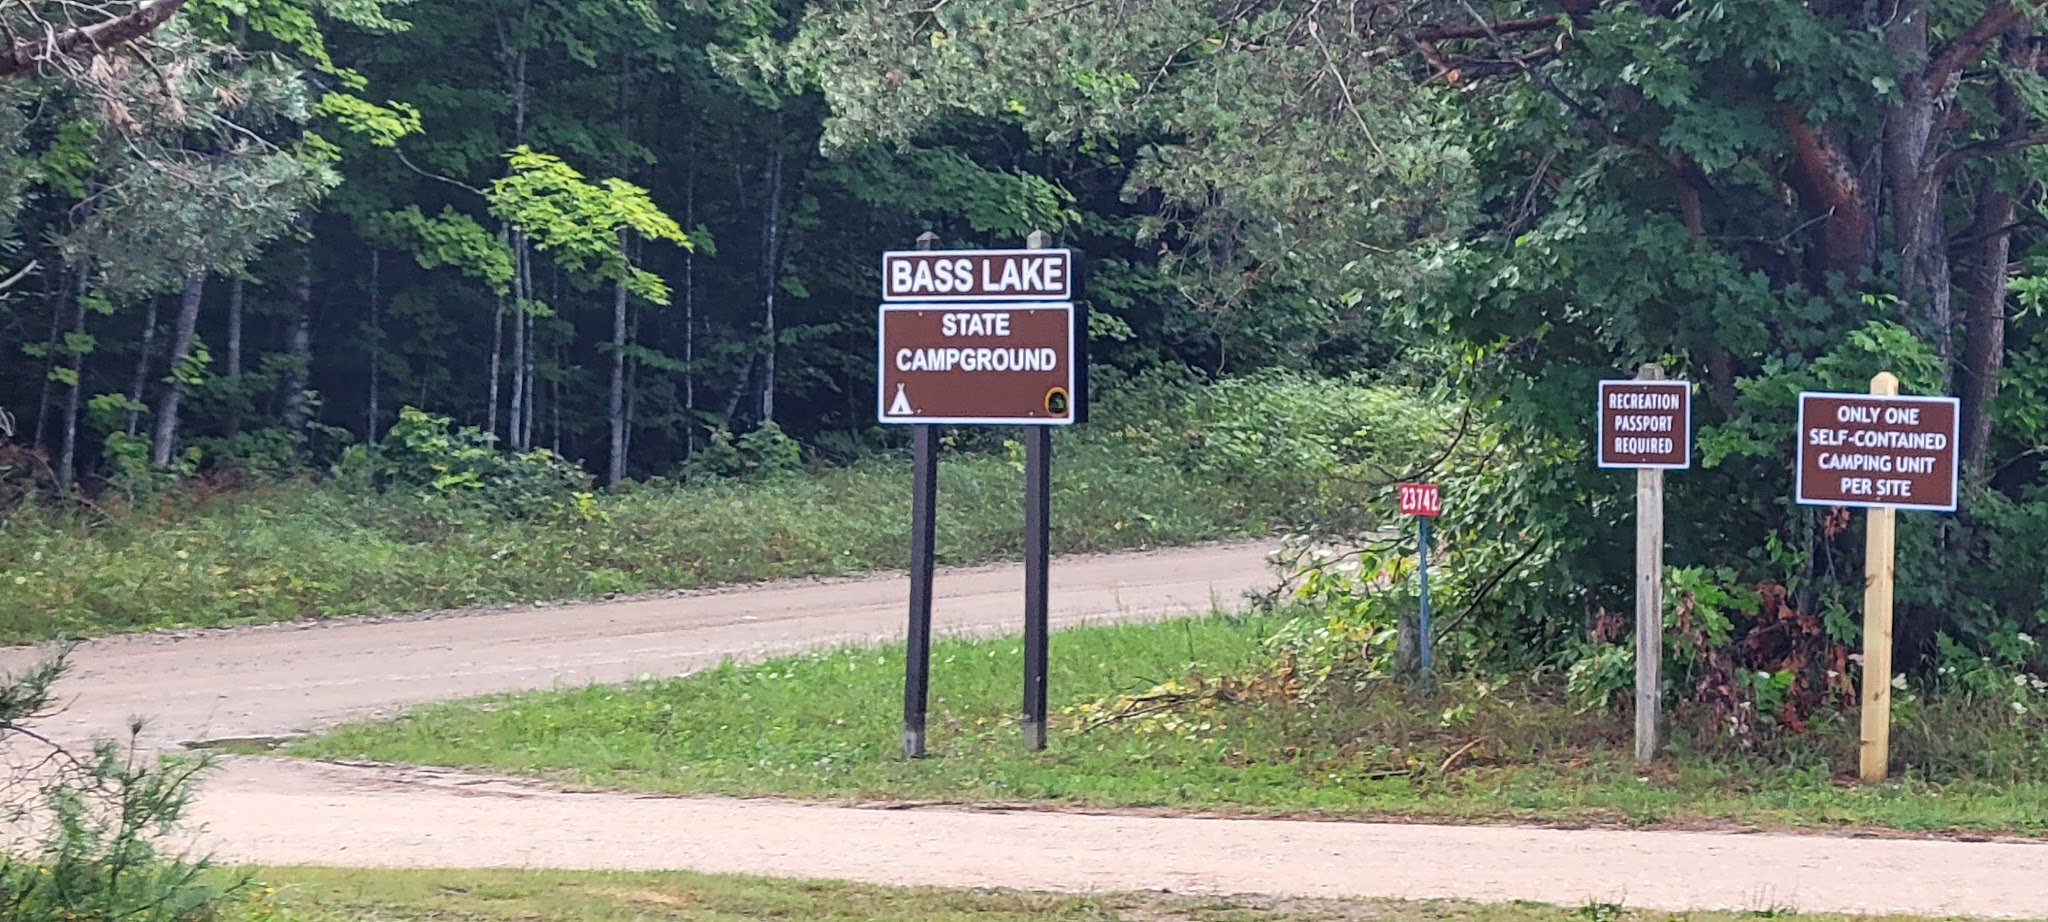 BASS LAKE
STATE
CAMPGROUND
23742
RECREATION
PASSPORT
REQUIRED
ONLY ONE
SELF-CONTAINED
CAMPING UNIT
PER SITE